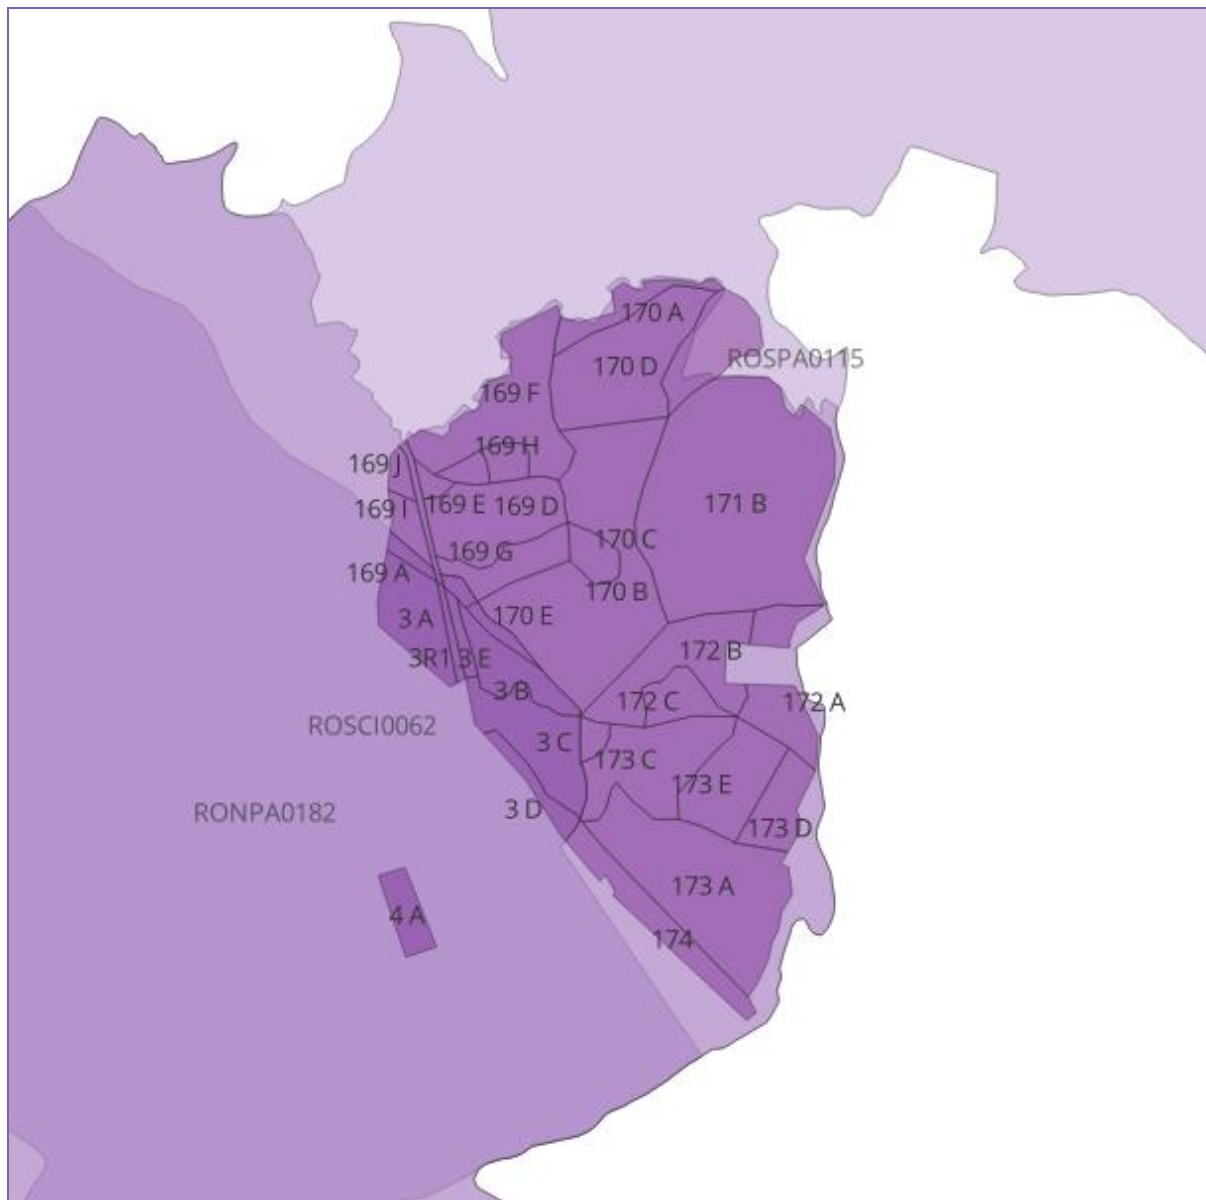 170 A
ROSPA0115
170 D
169 F
169 H
169 J
169 E
169 D
171 B
169 I
170 C
169 G
169 A
170 B
3 A
170 E
172 B
3R1
3 E
3 B
172 C
172 A
ROSCI0062
3 C
173 C
173 E
3 D
RONPA0182
173 D
173 A
4 A
174